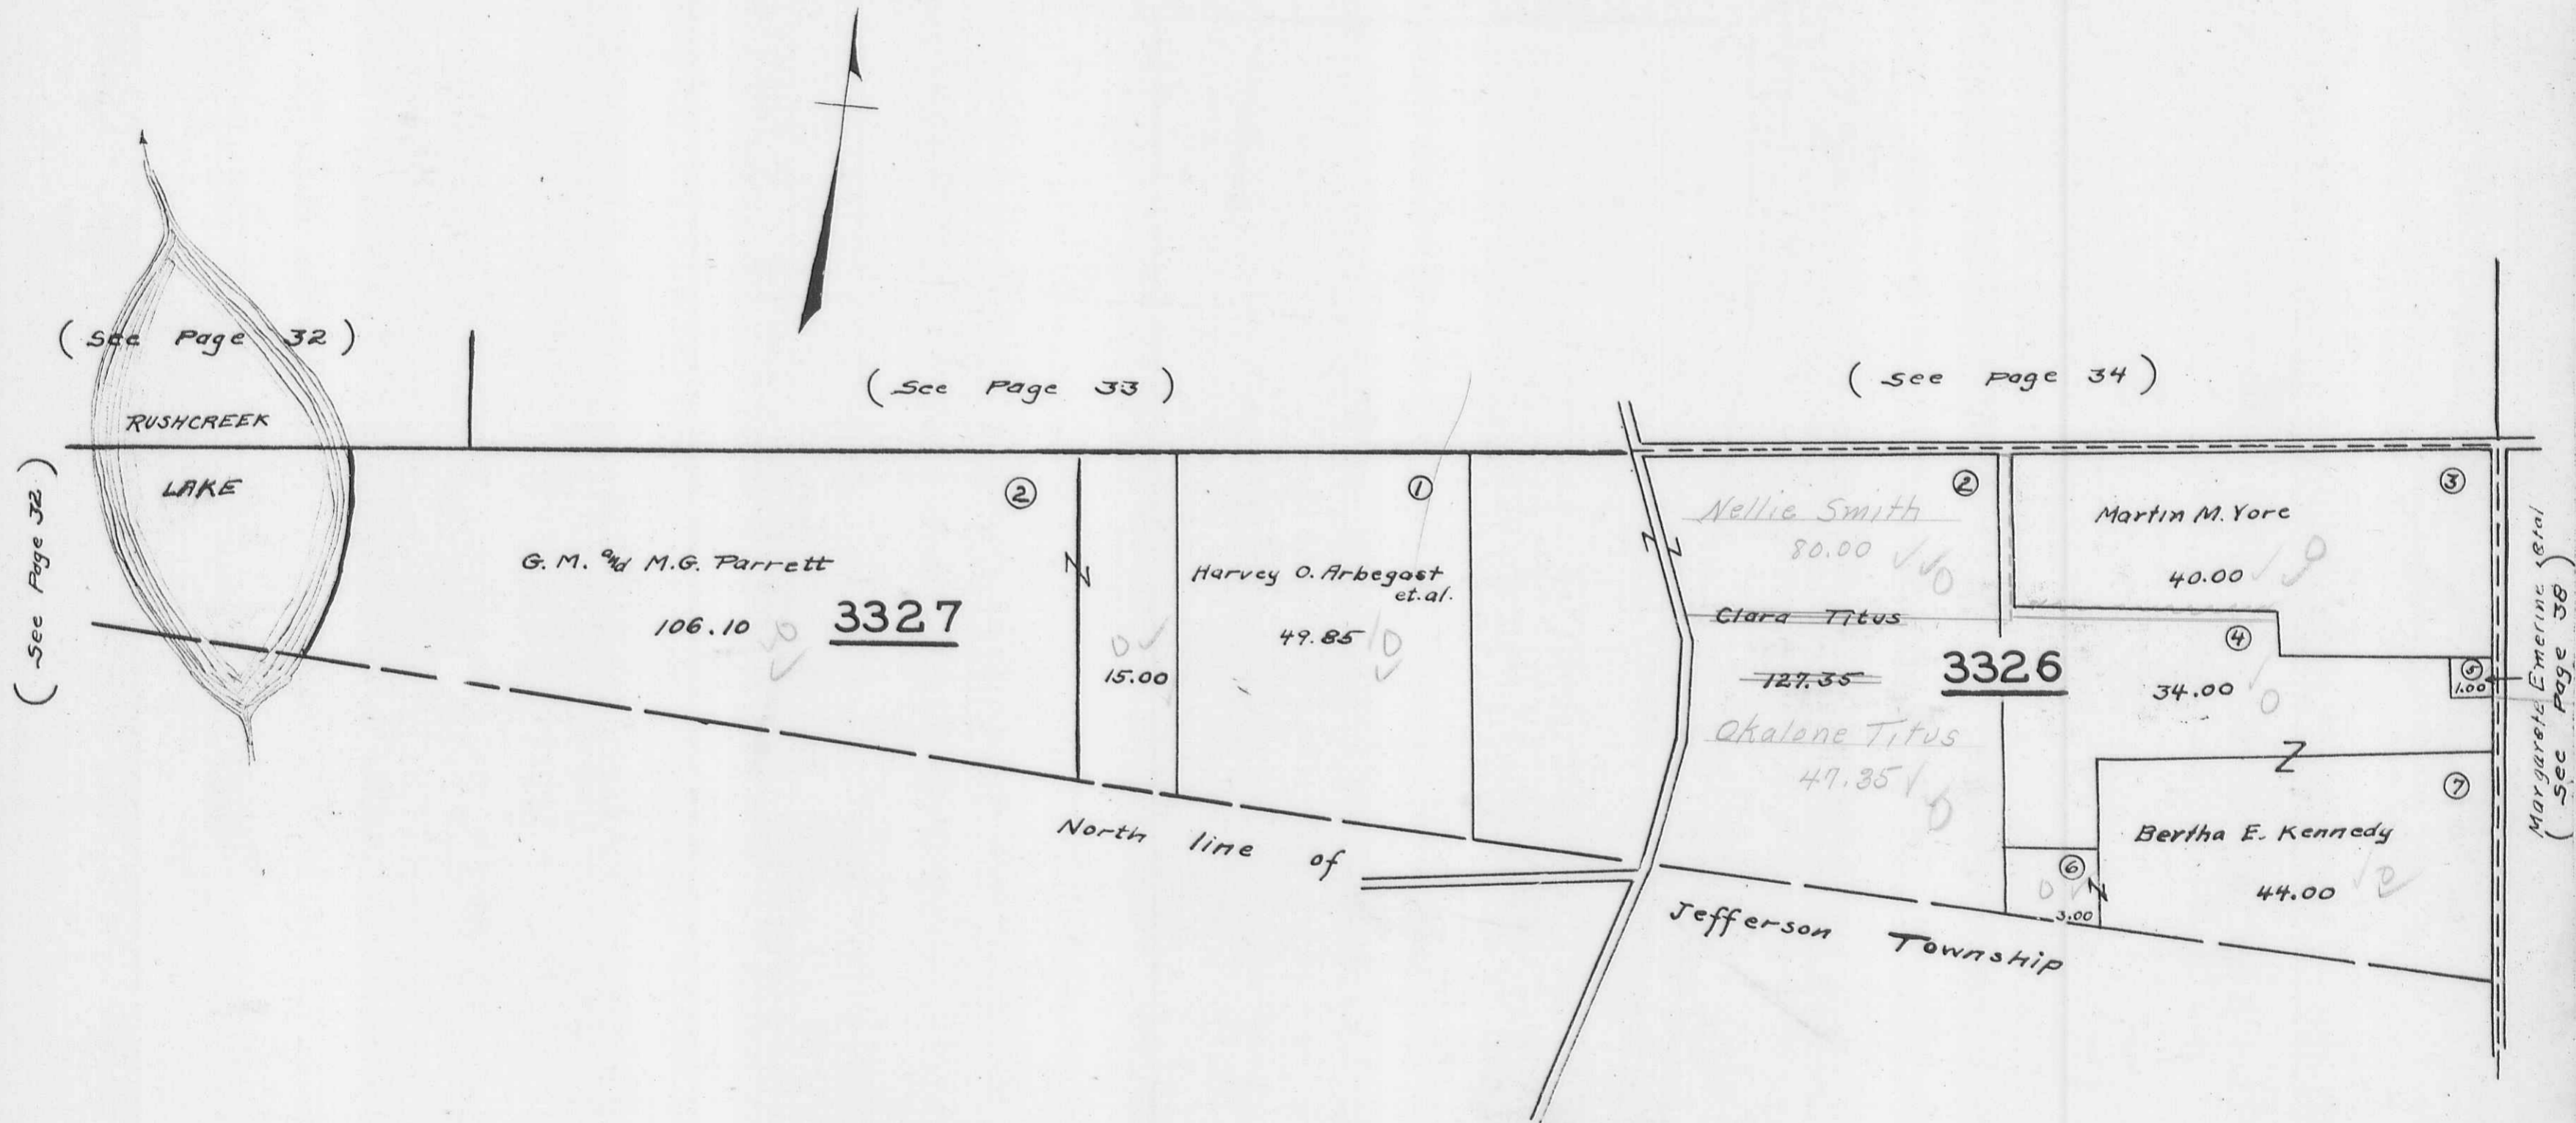 ( See Page 32 )
( See Page 33 )
( See Page 34 )
RUSHCREEK
LAKE
( See Page 32 )
②
G. M. and M.G. Parrett
106.10
3327
15.00
①
Harvey O. Arbegast
et.al.
49.85
②
Nellie Smith
80.00
Clara Titus
127.35
3326
Okalone Titus
47.35
③
Martin M. Yore
40.00
④
34.00
⑤
1.00
⑥
3.00
⑦
Bertha E. Kennedy
44.00
Margarete Emerine etal
( See Page 38 )
North line of
Jefferson Township